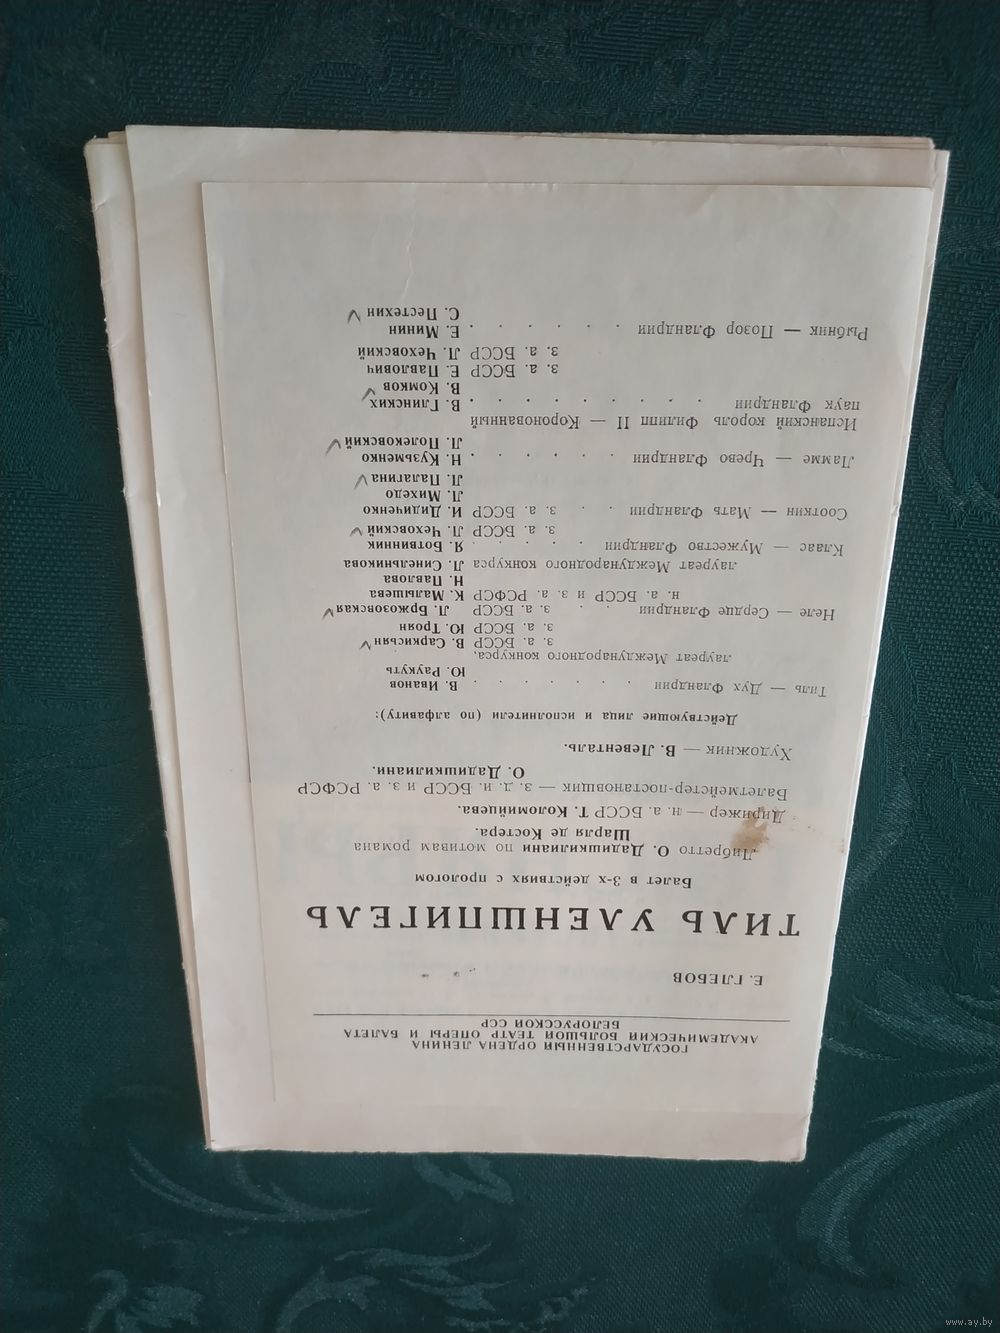 ГОСУДАРСТВЕННЫЙ ОРДЕНА ЛЕНИНА
АКАДЕМИЧЕСКИЙ БОЛЬШОЙ ТЕАТР ОПЕРЫ И БАЛЕТА
БЕЛОРУССКОЙ ССР
Е. ГЛЕБОВ
ТИЛЬ УЛЕНШПИГЕЛЬ
Балет в 3-х действиях с прологом
Либретто О. Дадишкилиани по мотивам романа
Шарля де Костера.
Дирижер — н. а. БССР Т. Коломийцева.
Балетмейстер-постановщик — з. д. и. БССР и з. а. РСФСР
О. Дадишкилиани.
Художник — В. Левенталь.
Действующие лица и исполнители (по алфавиту):
Тиль — Дух Фландрии . . . . . . В. Иванов
Ю. Раукуть
лауреат Международного конкурса,
з. а. БССР В. Саркисьян
з. а. БССР Ю. Троян
Неле — Сердце Фландрии . . з. а. БССР Л. Бржозовская
н. а. БССР и з. а. РСФСР К. Малышева
Н. Павлова
лауреат Международного конкурса Л. Синельникова
Клаас — Мужество Фландрии . . . . . Я. Ботвинник
з. а. БССР Л. Чеховский
Сооткин — Мать Фландрии . . з. а. БССР И. Дидиченко
Л. Михедо
Л. Палагина
Ламме — Чрево Фландрии . . . . . . Н. Кузьменко
Л. Полековский
Испанский король Филипп II — Коронованный
паук Фландрии . . . . . . . . В. Глинских
В. Комков
з. а. БССР Е. Павлович
з. а. БССР Л. Чеховский
Рыбник — Позор Фландрии . . . . . . Е. Минин
С. Пестехин
www.ay.by